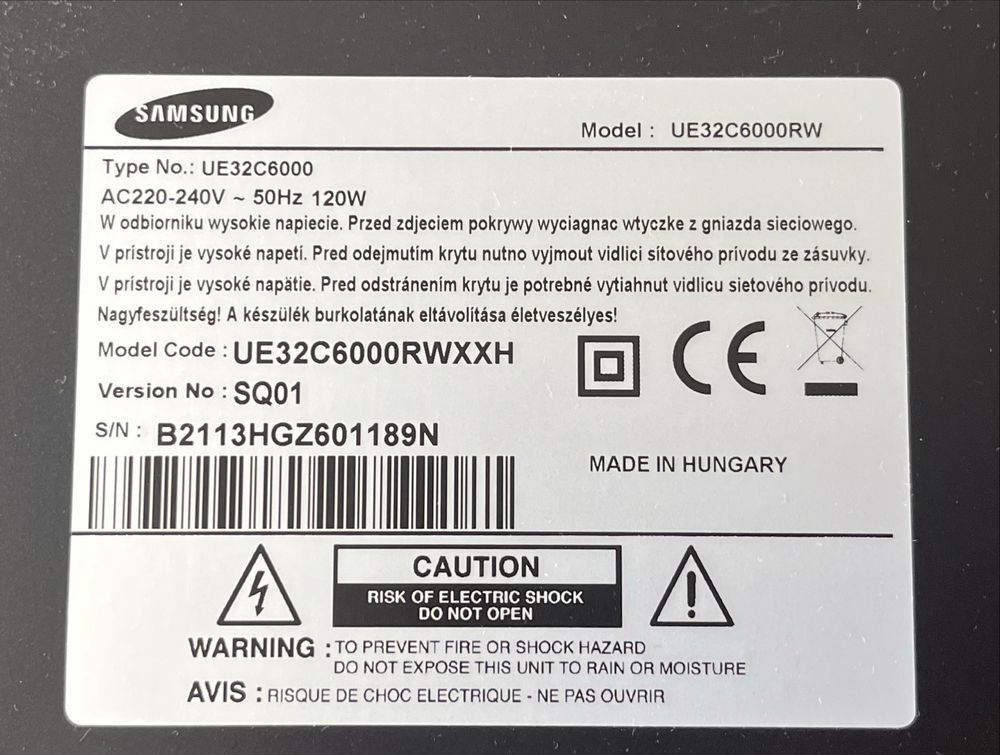 SAMSUNG
Model : UE32C6000RW
Type No.: UE32C6000
AC220-240V ~ 50Hz 120W
W odbiorniku wysokie napiecie. Przed zdjeciem pokrywy wyciagnac wtyczke z gniazda sieciowego.
V prístroji je vysoké napetí. Pred odejmutím krytu nutno vyjmout vidlici sítového prívodu ze zásuvky.
V prístroji je vysoké napätie. Pred odstránením krytu je potrebné vytiahnut vidlicu sietového prívodu.
Nagyfeszültség! A készülék burkolatának eltávolítása életveszélyes!
Model Code : UE32C6000RWXXH
Version No : SQ01
S/N : B2113HGZ601189N
CE
MADE IN HUNGARY
CAUTION
RISK OF ELECTRIC SHOCK
DO NOT OPEN
WARNING : TO PREVENT FIRE OR SHOCK HAZARD
DO NOT EXPOSE THIS UNIT TO RAIN OR MOISTURE
AVIS : RISQUE DE CHOC ELECTRIQUE - NE PAS OUVRIR